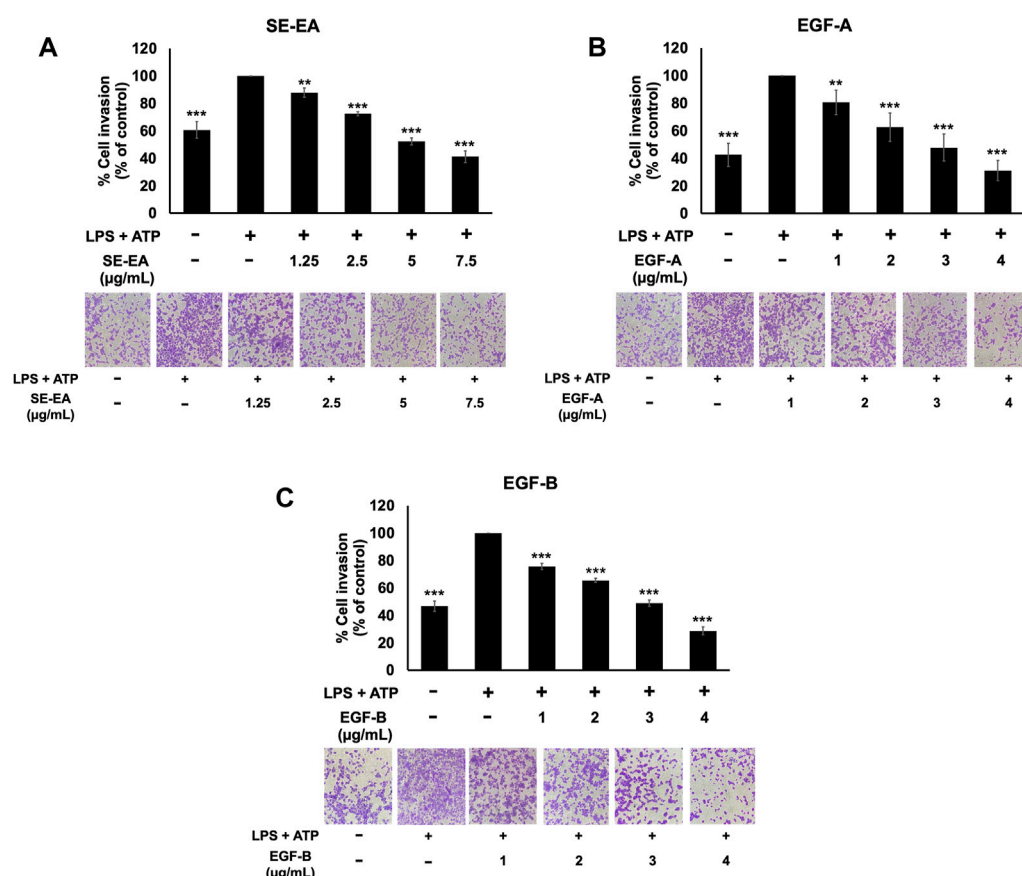 A
SE-EA
% Cell invasion
(% of control)
120
100
80
60
40
20
0
***
**
***
***
***
LPS + ATP – + + + + +
SE-EA – – 1.25 2.5 5 7.5
(µg/mL)
LPS + ATP – + + + + +
SE-EA – – 1.25 2.5 5 7.5
(µg/mL)
B
EGF-A
% Cell invasion
(% of control)
120
100
80
60
40
20
0
***
**
***
***
***
LPS + ATP – + + + + +
EGF-A – – 1 2 3 4
(µg/mL)
LPS + ATP – + + + + +
EGF-A – – 1 2 3 4
(µg/mL)
C
EGF-B
% Cell invasion
(% of control)
120
100
80
60
40
20
0
***
***
***
***
***
LPS + ATP – + + + + +
EGF-B – – 1 2 3 4
(µg/mL)
LPS + ATP – + + + + +
EGF-B – – 1 2 3 4
(µg/mL)